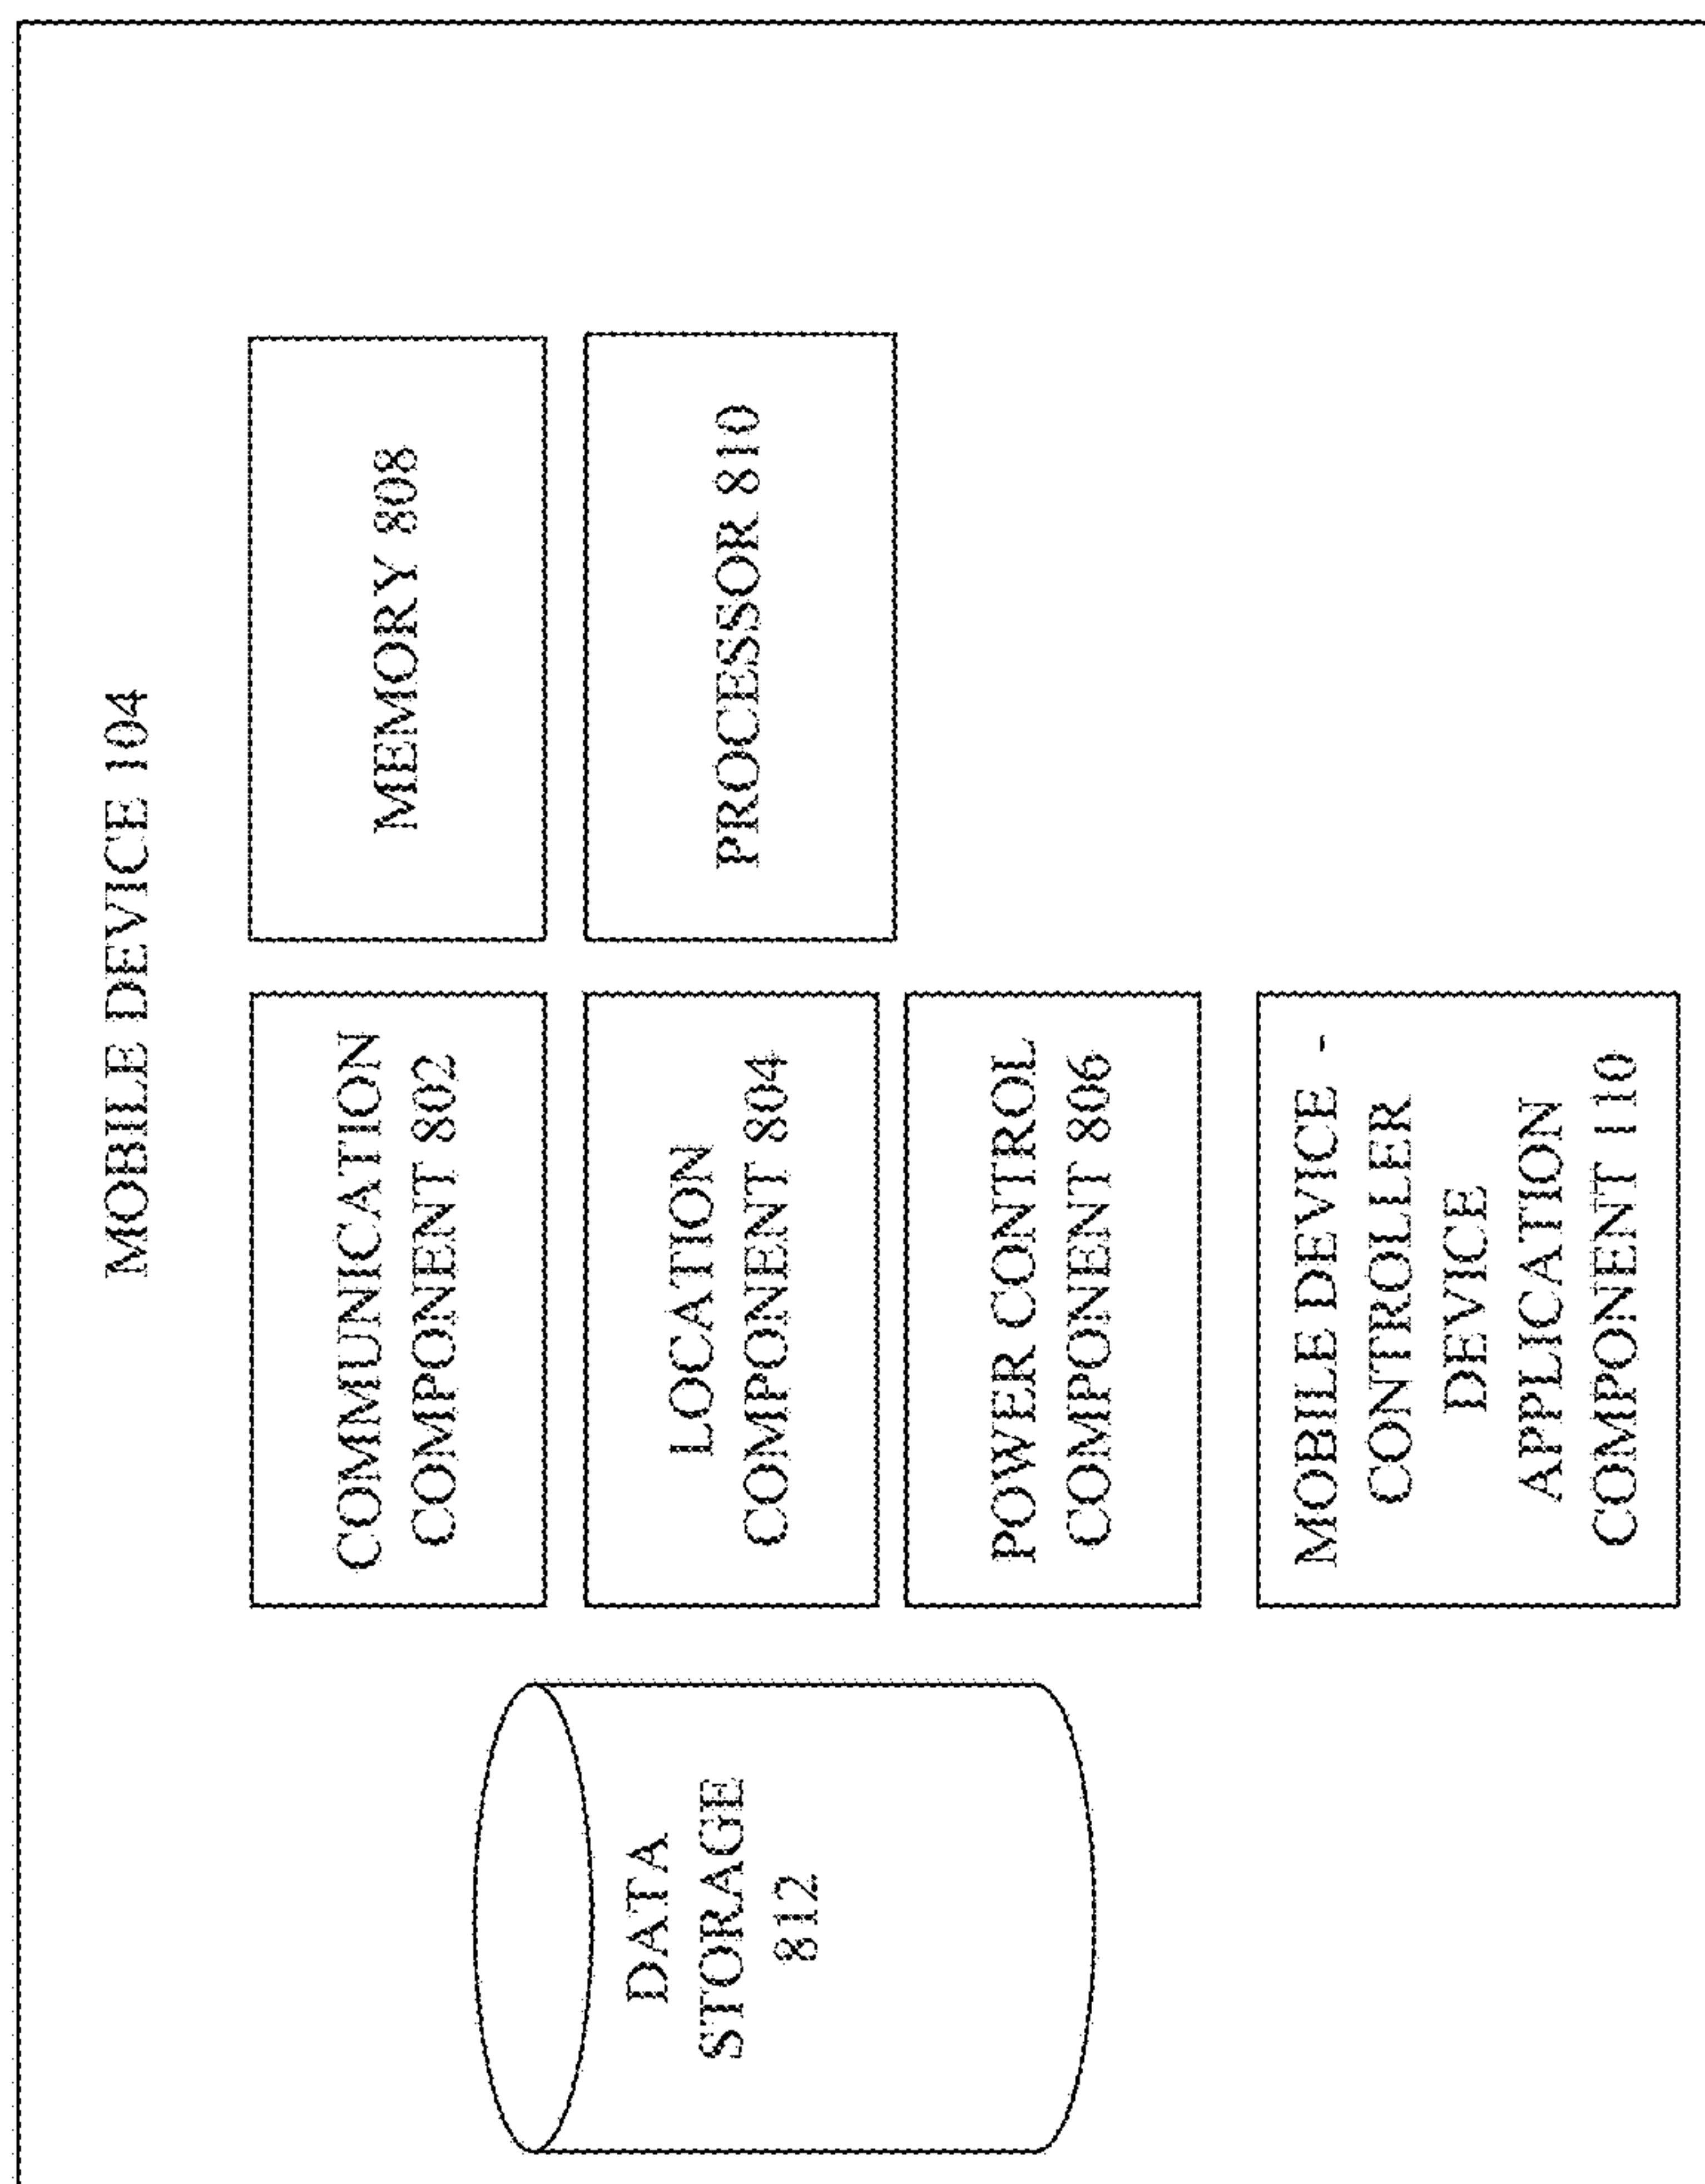 MOBILE DEVICE 104
DATA
STORAGE
812
COMMUNICATION
COMPONENT 802
LOCATION
COMPONENT 804
POWER CONTROL
COMPONENT 806
MOBILE DEVICE -
CONTROLLER
DEVICE
APPLICATION
COMPONENT 110
MEMORY 808
PROCESSOR 810